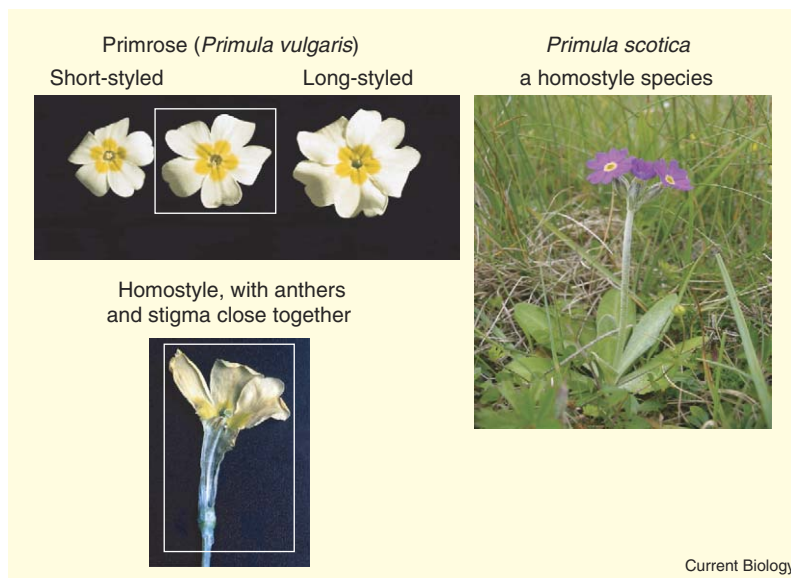 Primrose (Primula vulgaris)
Short-styled
Long-styled
Primula scotica
a homostyle species
Homostyle, with anthers
and stigma close together
Current Biology